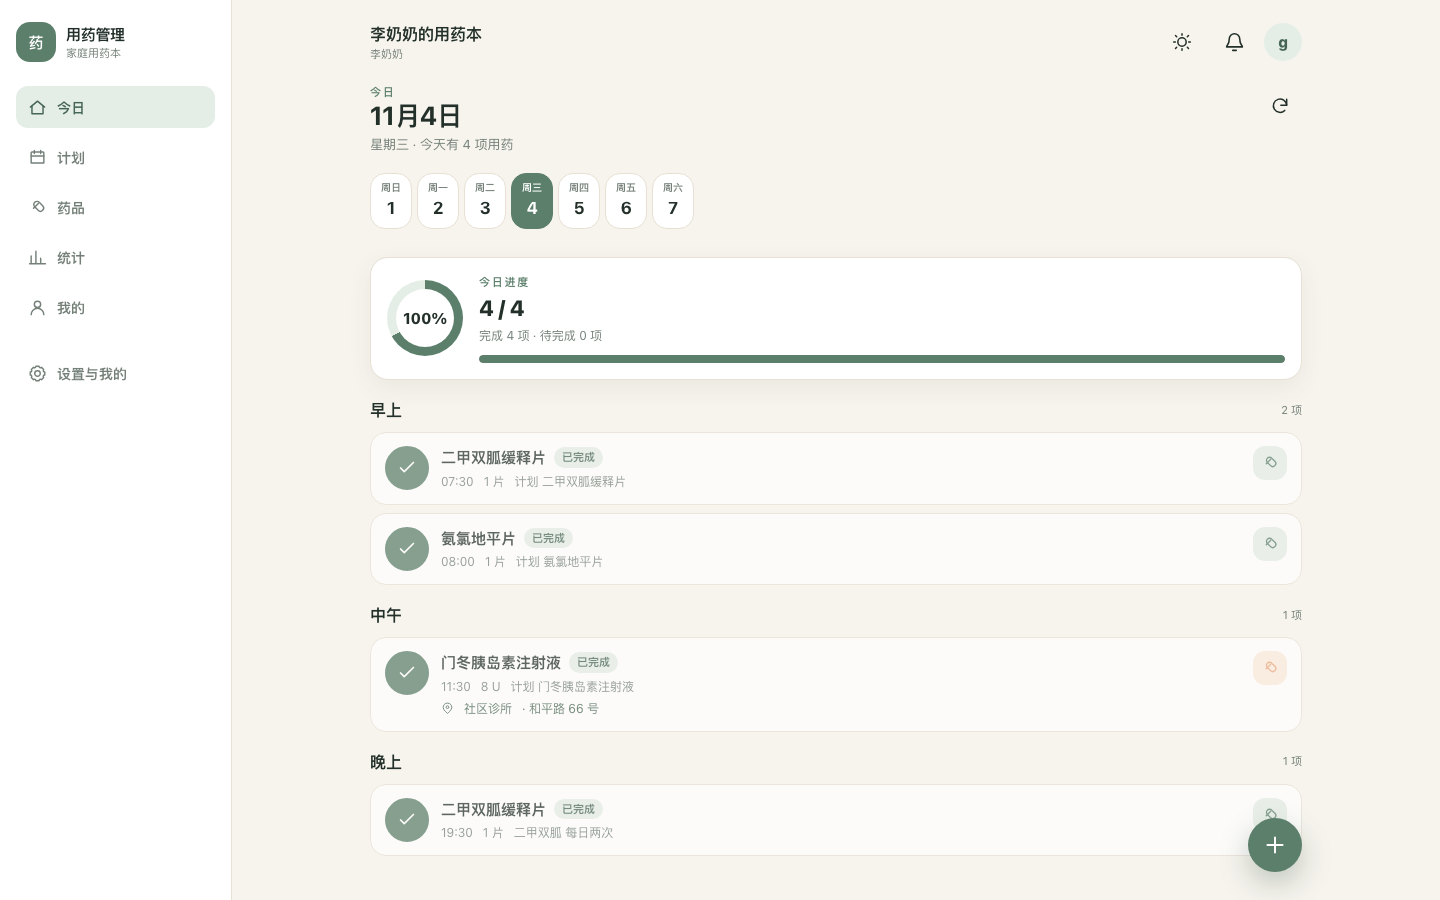 药
用药管理
家庭用药本
今日
计划
药品
统计
我的
设置与我的
李奶奶的用药本
李奶奶
g
今日
11月4日
星期三 · 今天有 4 项用药
周日 周一 周二 周三 周四 周五 周六
1 2 3 4 5 6 7
100%
今日进度
4 / 4
完成 4 项 · 待完成 0 项
早上 2 项
二甲双胍缓释片 已完成
07:30 1 片 计划 二甲双胍缓释片
氨氯地平片 已完成
08:00 1 片 计划 氨氯地平片
中午 1 项
门冬胰岛素注射液 已完成
11:30 8 U 计划 门冬胰岛素注射液
社区诊所 · 和平路 66 号
晚上 1 项
二甲双胍缓释片 已完成
19:30 1 片 二甲双胍 每日两次